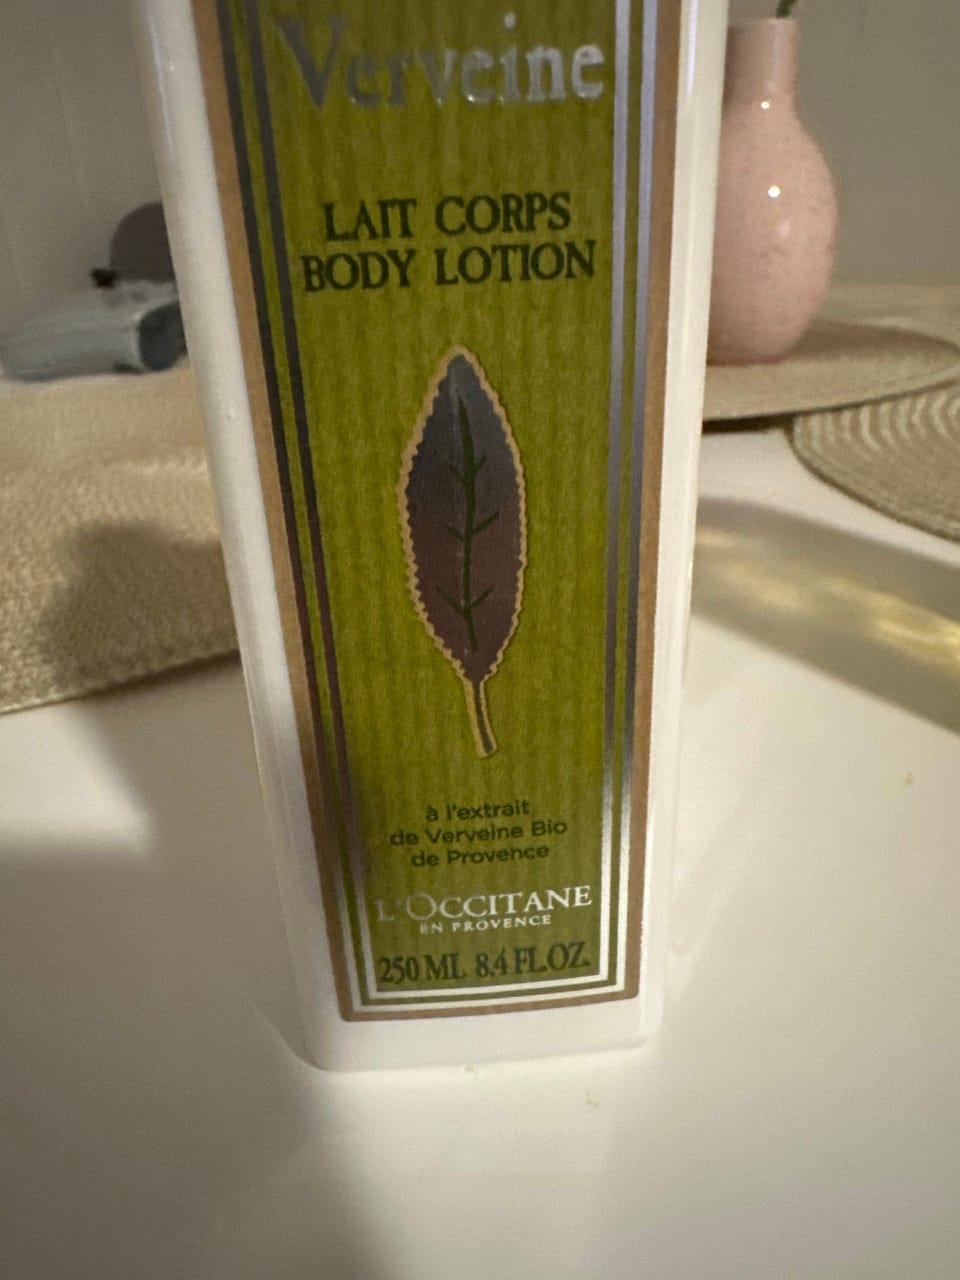 Verveine
LAIT CORPS
BODY LOTION
à l'extrait
de Verveine Bio
de Provence
L'OCCITANE
EN PROVENCE
250 ML 8.4 FL.OZ.